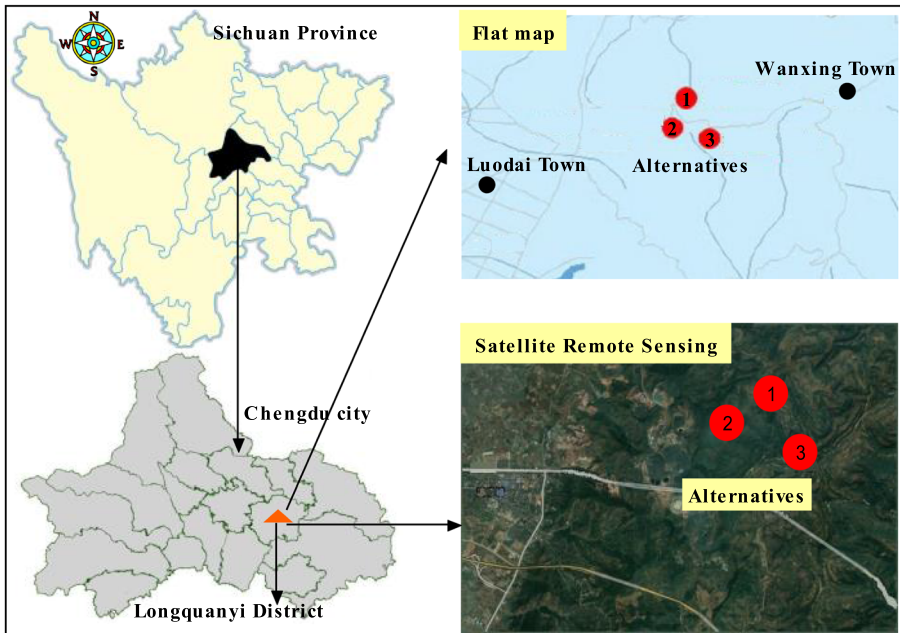 N
W E
S
Sichuan Province
Chengdu city
Longquanyi District
Flat map
Wanxing Town
1
2
3
Alternatives
Luodai Town
Satellite Remote Sensing
1
2
3
Alternatives